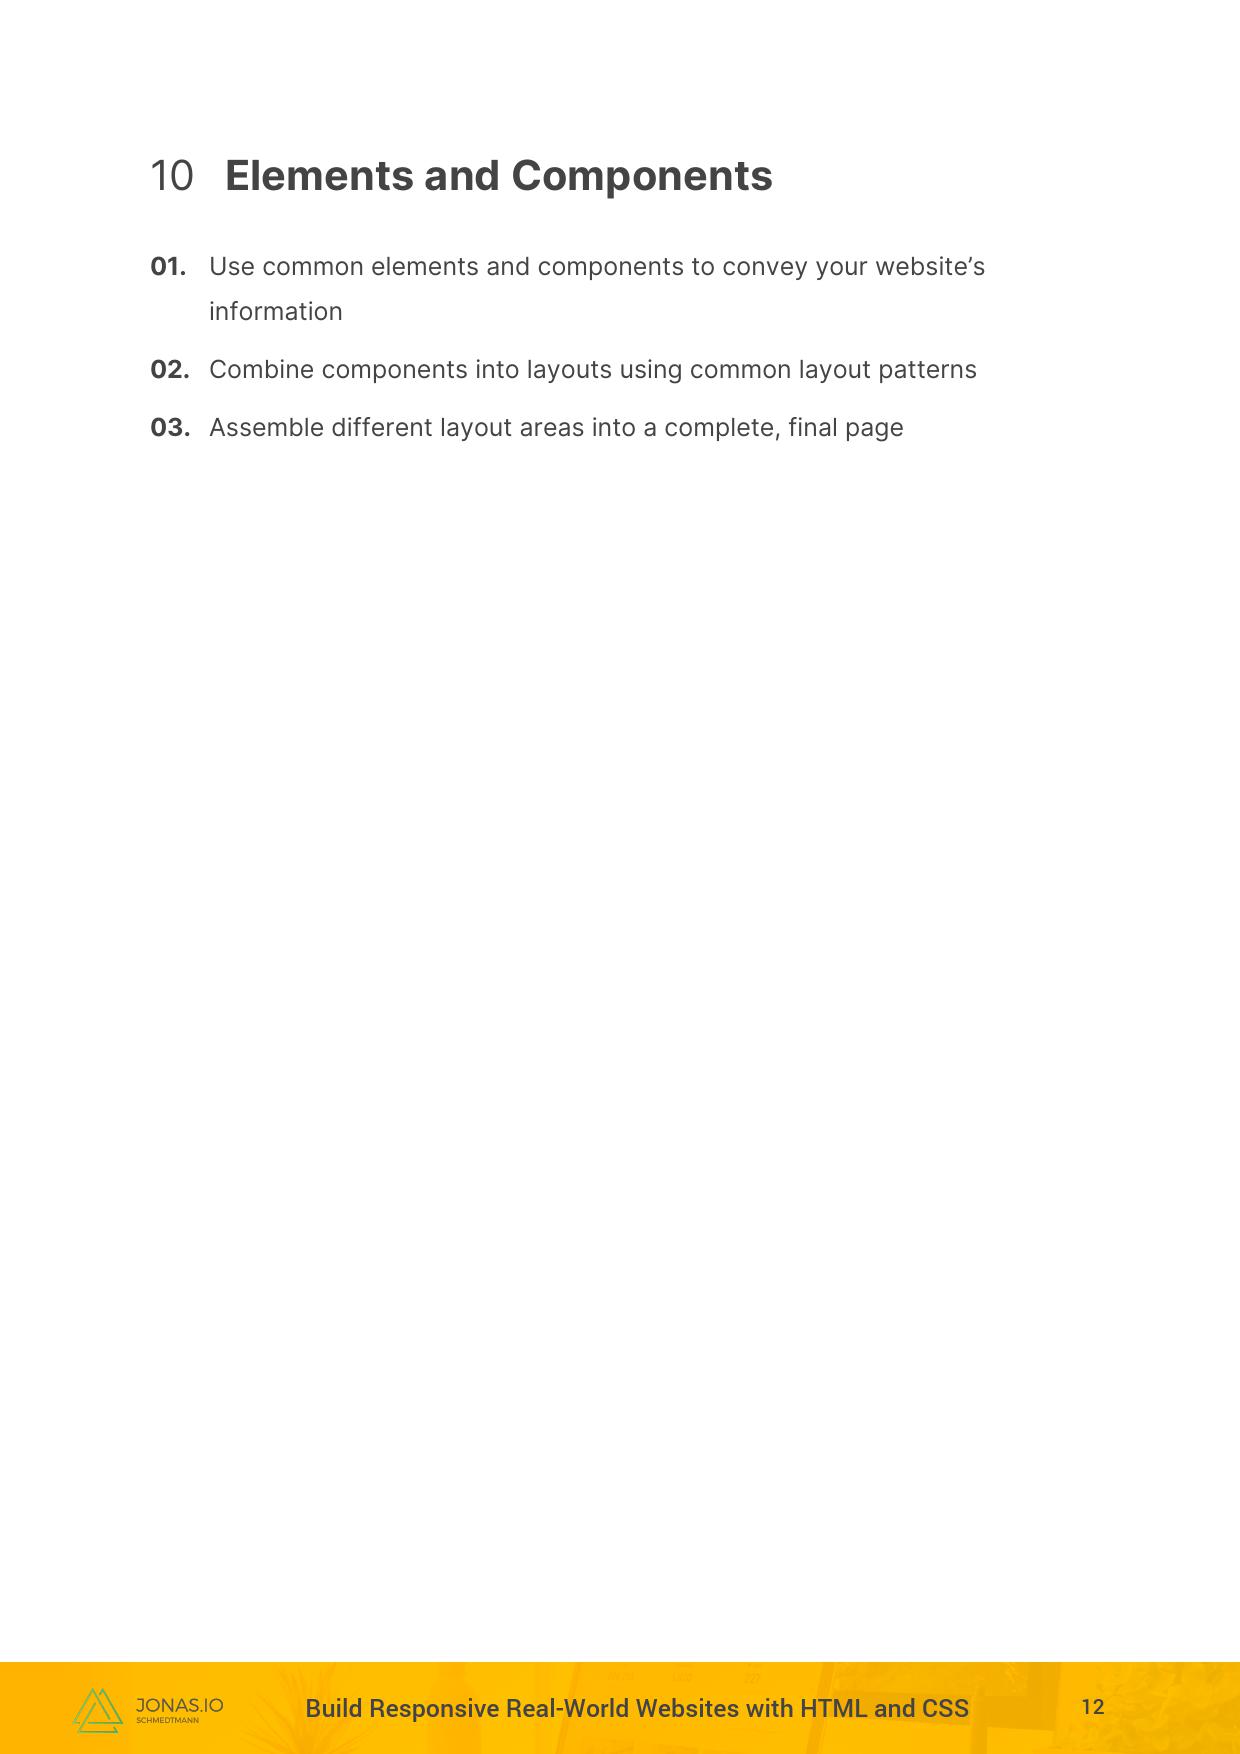 10 Elements and Components
01. Use common elements and components to convey your website’s
information
02. Combine components into layouts using common layout patterns
03. Assemble different layout areas into a complete, final page
JONAS.IO
SCHMEDTMANN
Build Responsive Real-World Websites with HTML and CSS
12